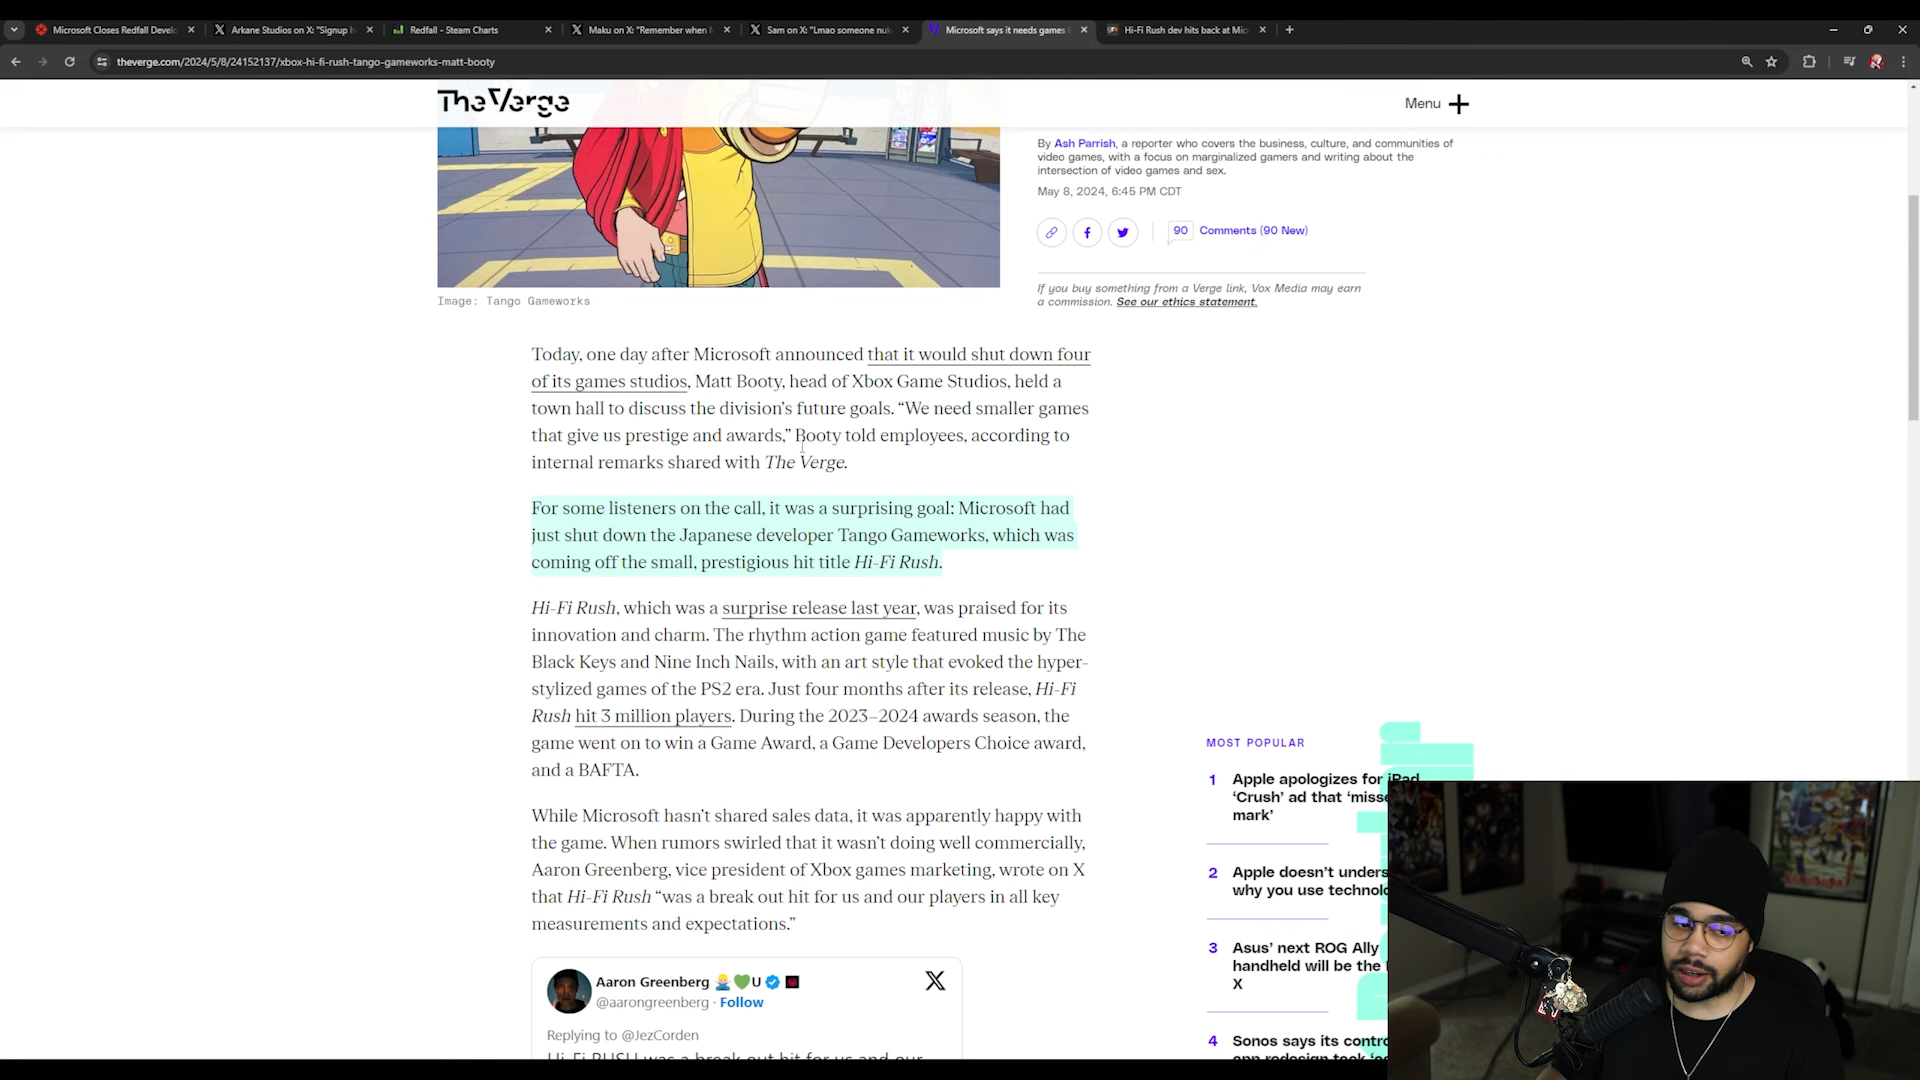 Microsoft Closes Redfall Develo
Arkane Studios on X: "Signup h
Redfall - Steam Charts
Maku on X: "Remember when
Sam on X: "Lmao someone nuk
Microsoft says it needs games
Hi-Fi Rush dev hits back at Mic
theverge.com/2024/5/8/24152137/xbox-hi-fi-rush-tango-gameworks-matt-booty
The Verge
Menu
By Ash Parrish, a reporter who covers the business, culture, and communities of
video games, with a focus on marginalized gamers and writing about the
intersection of video games and sex.
May 8, 2024, 6:45 PM CDT
90 Comments (90 New)
If you buy something from a Verge link, Vox Media may earn
a commission. See our ethics statement.
Image: Tango Gameworks
Today, one day after Microsoft announced that it would shut down four
of its games studios, Matt Booty, head of Xbox Game Studios, held a
town hall to discuss the division’s future goals. “We need smaller games
that give us prestige and awards,” Booty told employees, according to
internal remarks shared with The Verge.
For some listeners on the call, it was a surprising goal: Microsoft had
just shut down the Japanese developer Tango Gameworks, which was
coming off the small, prestigious hit title Hi-Fi Rush.
Hi-Fi Rush, which was a surprise release last year, was praised for its
innovation and charm. The rhythm action game featured music by The
Black Keys and Nine Inch Nails, with an art style that evoked the hyper-
stylized games of the PS2 era. Just four months after its release, Hi-Fi
Rush hit 3 million players. During the 2023–2024 awards season, the
game went on to win a Game Award, a Game Developers Choice award,
and a BAFTA.
While Microsoft hasn’t shared sales data, it was apparently happy with
the game. When rumors swirled that it wasn’t doing well commercially,
Aaron Greenberg, vice president of Xbox games marketing, wrote on X
that Hi-Fi Rush “was a break out hit for us and our players in all key
measurements and expectations.”
Aaron Greenberg 🙅🏼‍♂️💚U
@aarongreenberg · Follow
Replying to @JezCorden
Hi-Fi RUSH was a break out hit for us and our
MOST POPULAR
1 Apple apologizes for iPad
‘Crush’ ad that ‘misse
mark’
2 Apple doesn’t unders
why you use technolo
3 Asus’ next ROG Ally
handheld will be the
X
4 Sonos says its contro
app redesign took ‘co